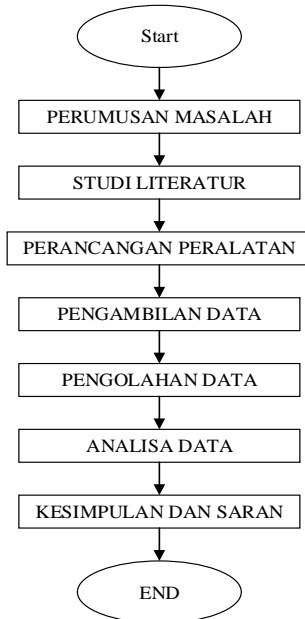 Start
PERUMUSAN MASALAH
STUDI LITERATUR
PERANCANGAN PERALATAN
PENGAMBILAN DATA
PENGOLAHAN DATA
ANALISA DATA
KESIMPULAN DAN SARAN
END